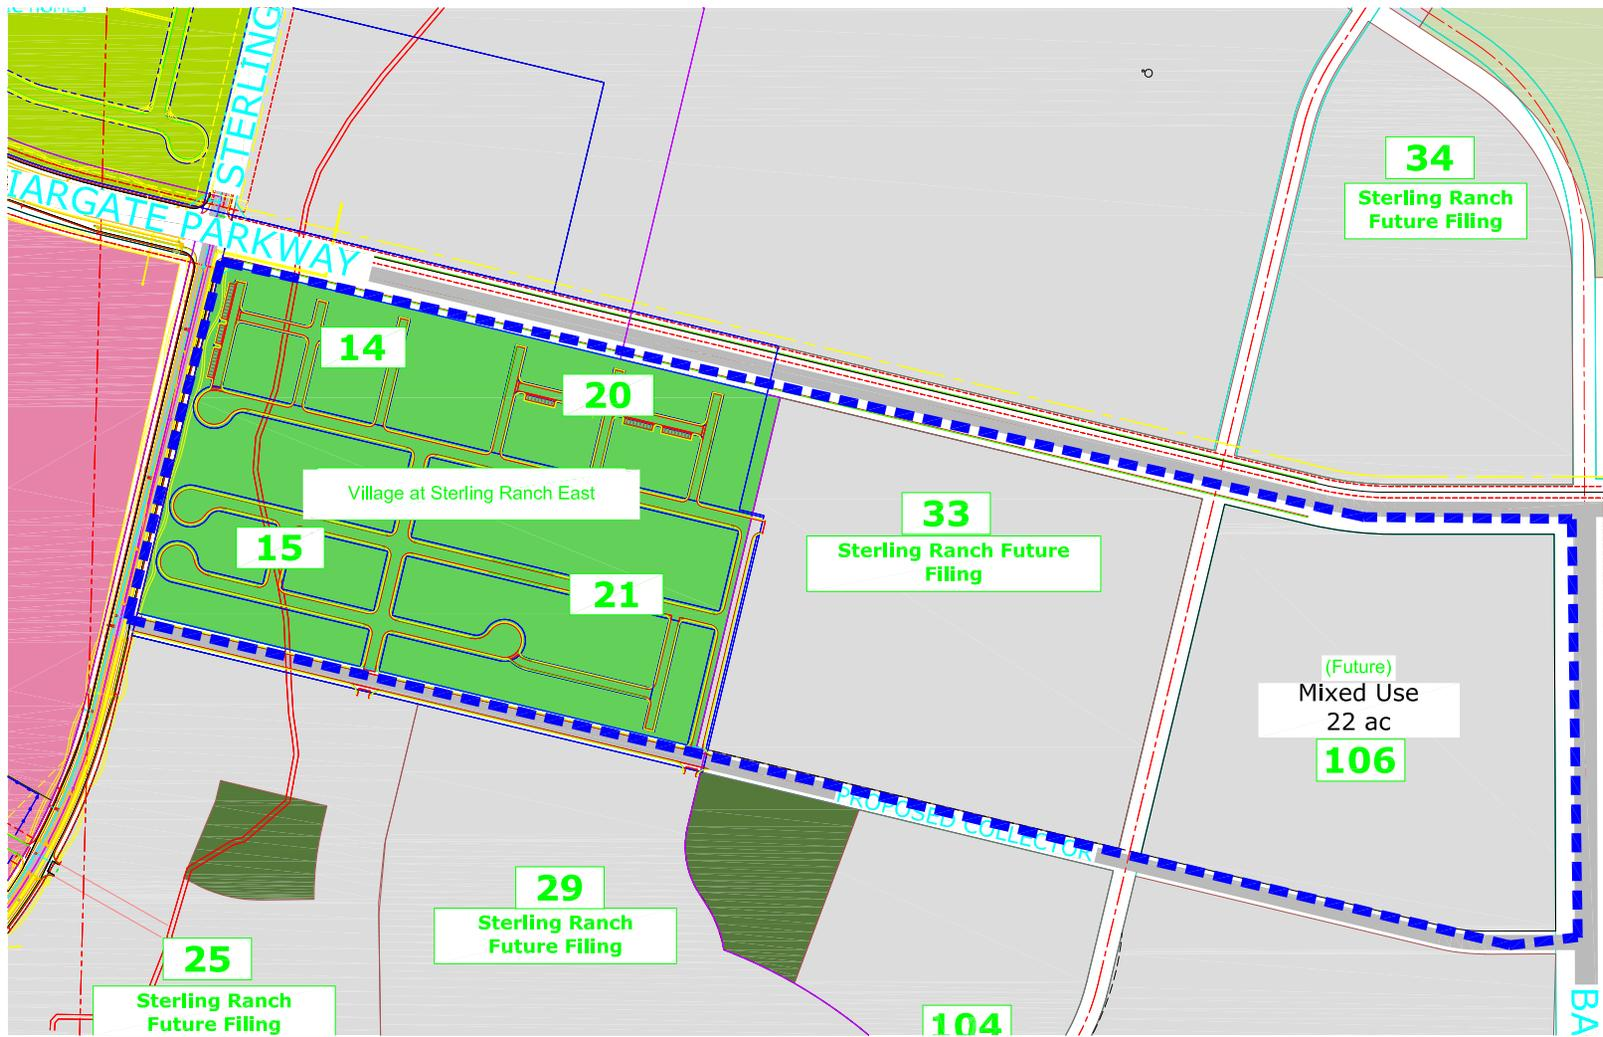 HOMES
STERLING
IARGATE PARKWAY
34
Sterling Ranch
Future Filing
14
20
Village at Sterling Ranch East
33
Sterling Ranch Future
Filing
15
21
(Future)
Mixed Use
22 ac
106
PROPOSED COLLECTOR
29
Sterling Ranch
Future Filing
25
Sterling Ranch
Future Filing
104
BA